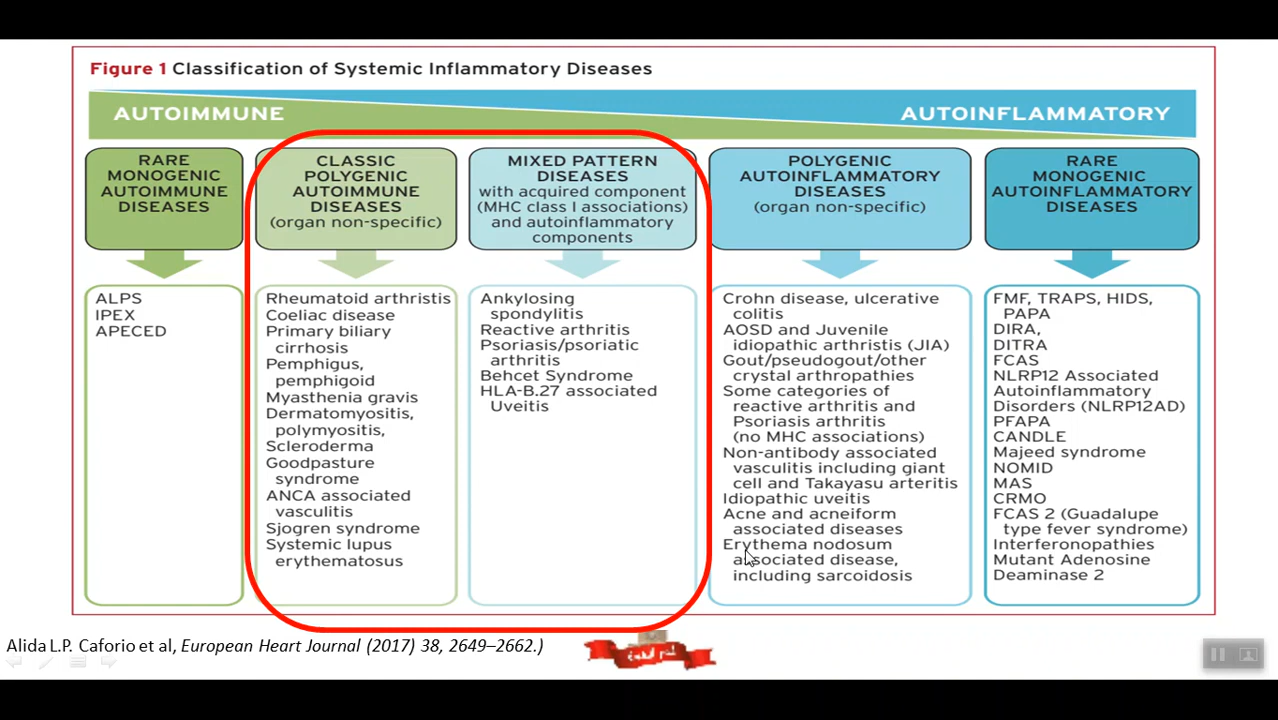 Figure 1 Classification of Systemic Inflammatory Diseases
AUTOIMMUNE
AUTOINFLAMMATORY
RARE
MONOGENIC
AUTOIMMUNE
DISEASES
CLASSIC
POLYGENIC
AUTOIMMUNE
DISEASES
(organ non-specific)
MIXED PATTERN
DISEASES
with acquired component
(MHC class I associations)
and autoinflammatory
components
POLYGENIC
AUTOINFLAMMATORY
DISEASES
(organ non-specific)
RARE
MONOGENIC
AUTOINFLAMMATORY
DISEASES
ALPS
IPEX
APECED
Rheumatoid arthristis
Coeliac disease
Primary biliary
cirrhosis
Pemphigus,
pemphigoid
Myasthenia gravis
Dermatomyositis,
polymyositis,
Scleroderma
Goodpasture
syndrome
ANCA associated
vasculitis
Sjogren syndrome
Systemic lupus
erythematosus
Ankylosing
spondylitis
Reactive arthritis
Psoriasis/psoriatic
arthritis
Behcet Syndrome
HLA-B.27 associated
Uveitis
Crohn disease, ulcerative
colitis
AOSD and Juvenile
idiopathic arthristis (JIA)
Gout/pseudogout/other
crystal arthropathies
Some categories of
reactive arthritis and
Psoriasis arthritis
(no MHC associations)
Non-antibody associated
vasculitis including giant
cell and Takayasu arteritis
Idiopathic uveitis
Acne and acneiform
associated diseases
Erythema nodosum
associated disease,
including sarcoidosis
FMF, TRAPS, HIDS,
PAPA
DIRA,
DITRA
FCAS
NLRP12 Associated
Autoinflammatory
Disorders (NLRP12AD)
PFAPA
CANDLE
Majeed syndrome
NOMID
MAS
CRMO
FCAS 2 (Guadalupe
type fever syndrome)
Interferonopathies
Mutant Adenosine
Deaminase 2
Alida L.P. Caforio et al, European Heart Journal (2017) 38, 2649–2662.)